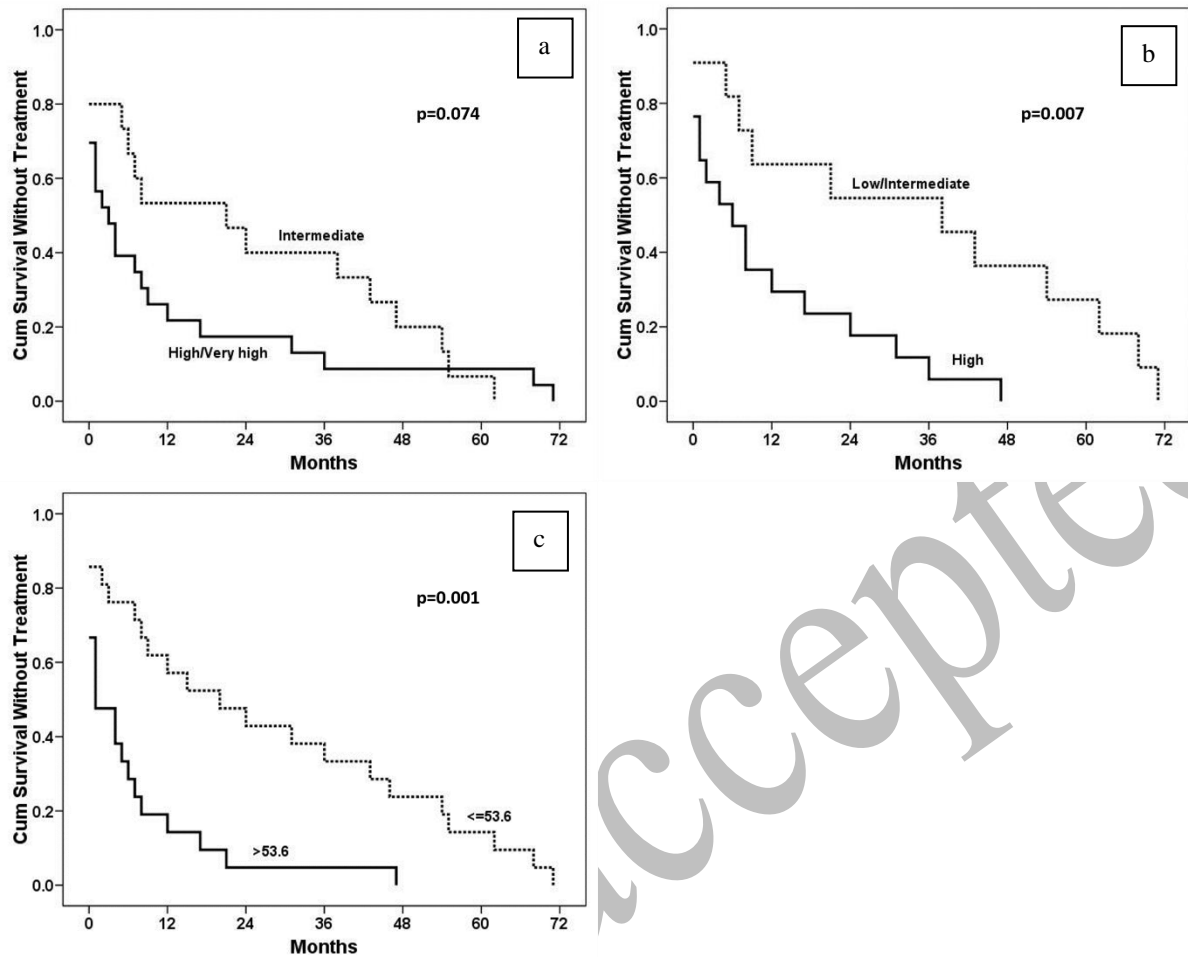 a
p=0.074
Cum Survival Without Treatment
1.0
0.8
0.6
0.4
0.2
0.0
Intermediate
High/Very high
0 12 24 36 48 60 72
Months
b
p=0.007
Cum Survival Without Treatment
1.0
0.8
0.6
0.4
0.2
0.0
Low/Intermediate
High
0 12 24 36 48 60 72
Months
c
p=0.001
Cum Survival Without Treatment
1.0
0.8
0.6
0.4
0.2
0.0
<=53.6
>53.6
0 12 24 36 48 60 72
Months